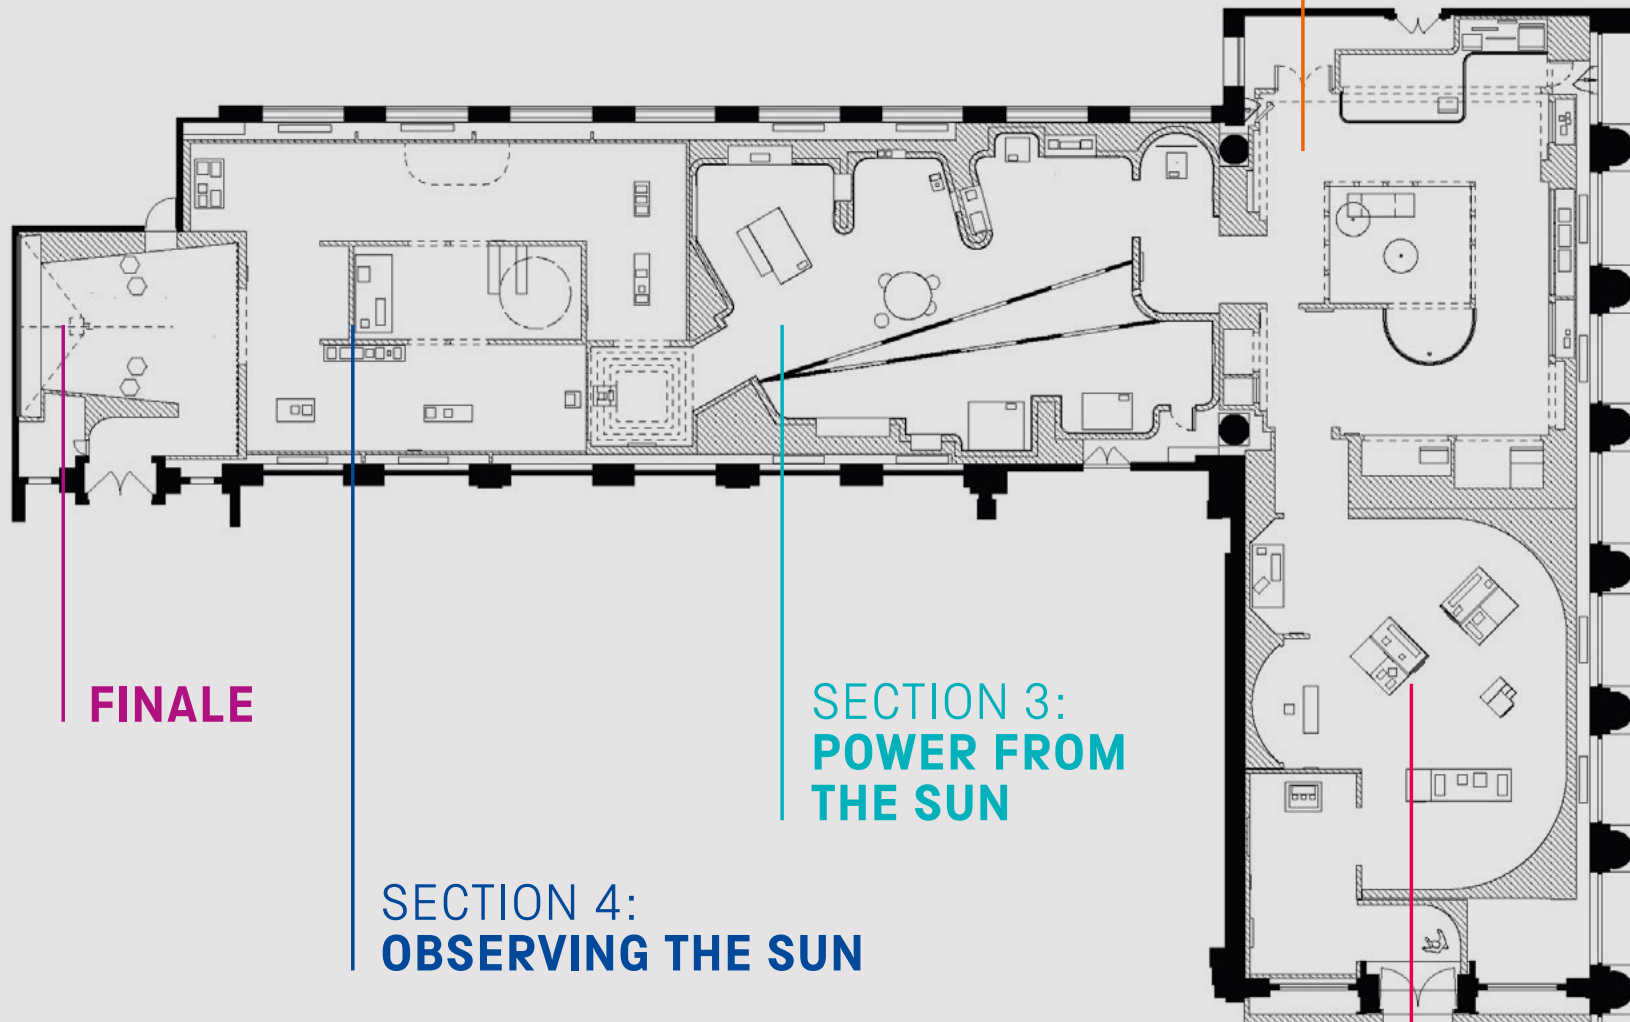 FINALE
SECTION 3:
POWER FROM
THE SUN
SECTION 4:
OBSERVING THE SUN